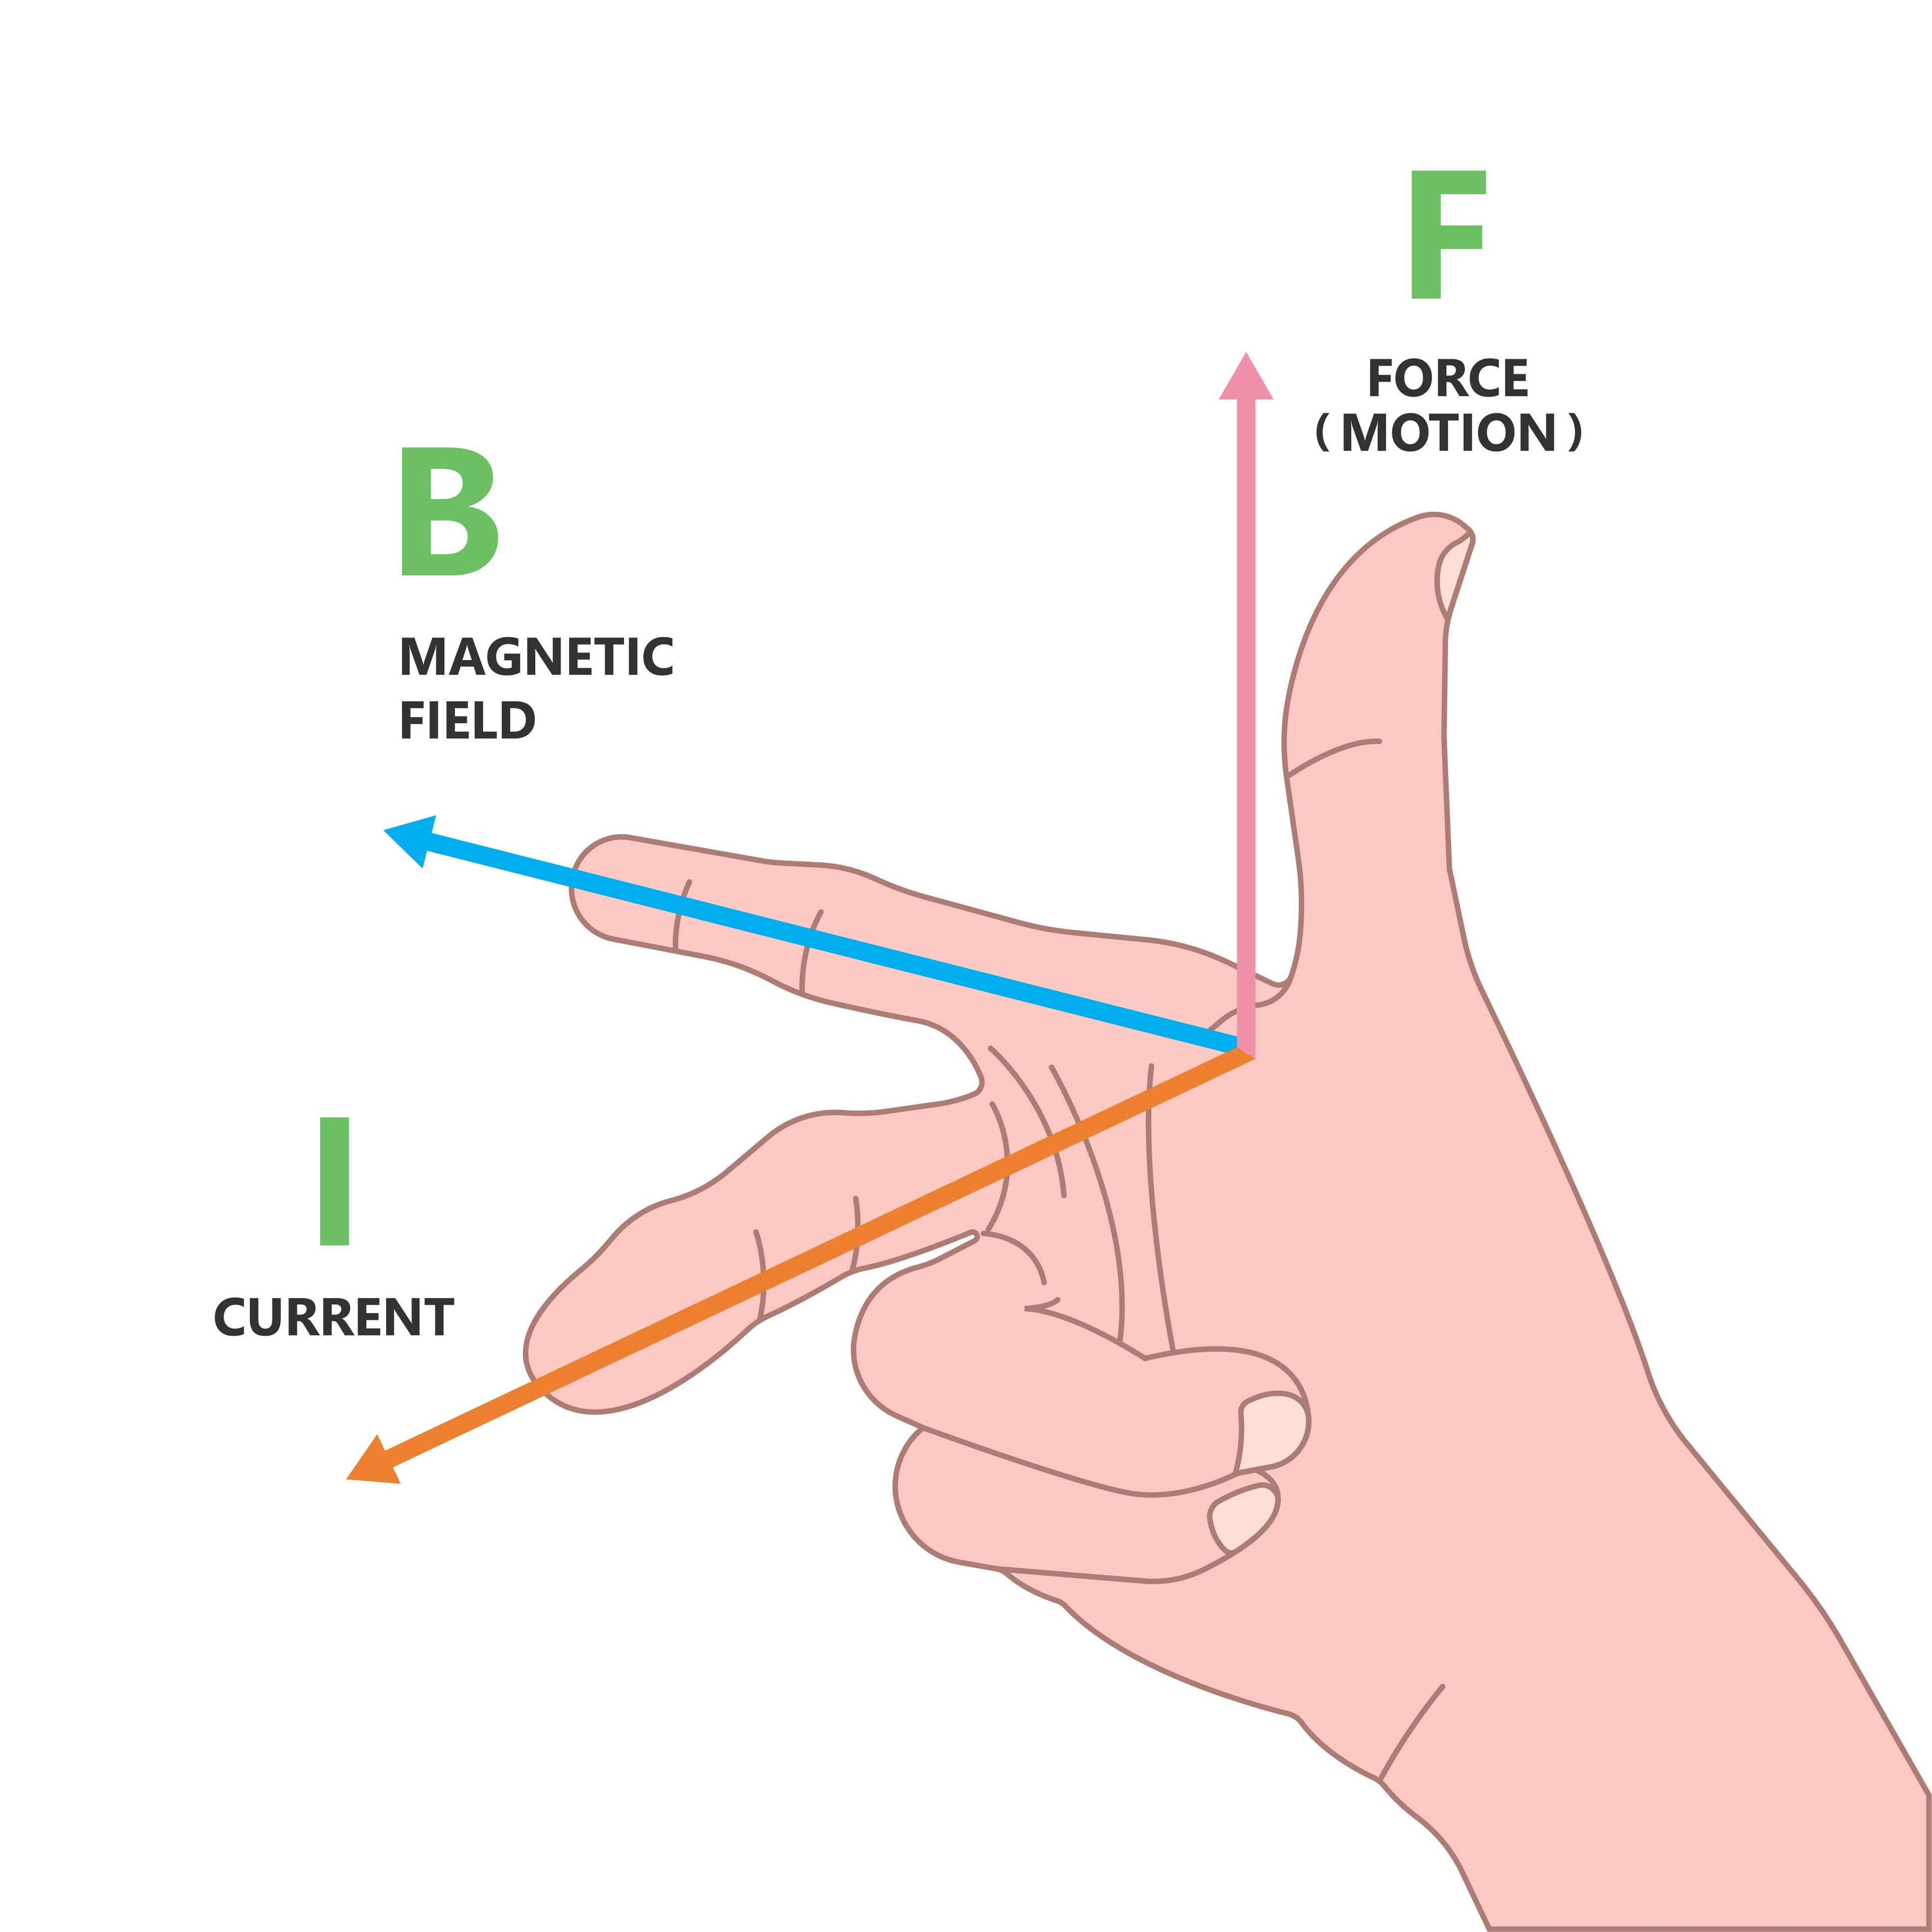 F
FORCE
( MOTION )
B
MAGNETIC
FIELD
I
CURRENT